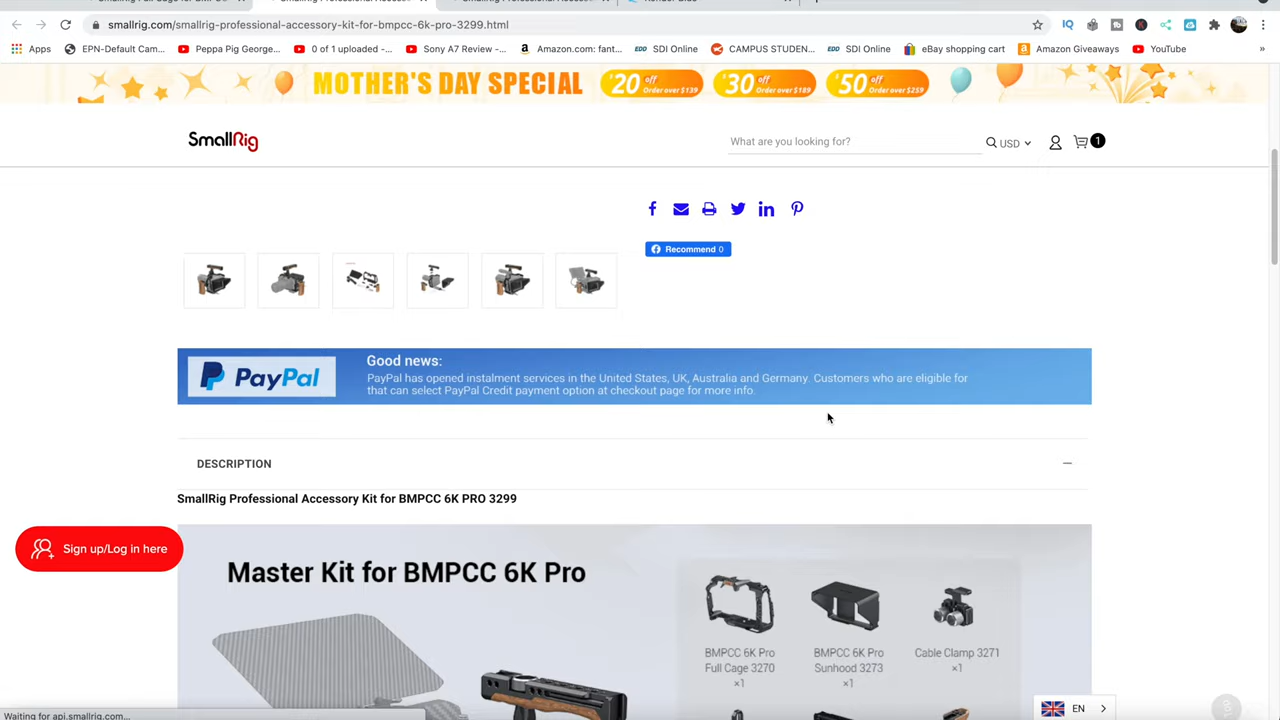 smallrig.com/smallrig-professional-accessory-kit-for-bmpcc-6k-pro-3299.html
Apps EPN-Default Cam... Peppa Pig George... 0 of 1 uploaded -... Sony A7 Review -... Amazon.com: fant... SDI Online CAMPUS STUDEN... SDI Online eBay shopping cart Amazon Giveaways YouTube »
MOTHER'S DAY SPECIAL $20 off Order over $139 $30 off Order over $189 $50 off Order over $259
SmallRig What are you looking for? USD 1
Recommend 0
PayPal Good news:
PayPal has opened instalment services in the United States, UK, Australia and Germany. Customers who are eligible for
that can select PayPal Credit payment option at checkout page for more info.
DESCRIPTION
SmallRig Professional Accessory Kit for BMPCC 6K PRO 3299
Sign up/Log in here
Master Kit for BMPCC 6K Pro
BMPCC 6K Pro
Full Cage 3270
×1
BMPCC 6K Pro
Sunhood 3273
×1
Cable Clamp 3271
×1
EN
Waiting for api.smallrig.com...